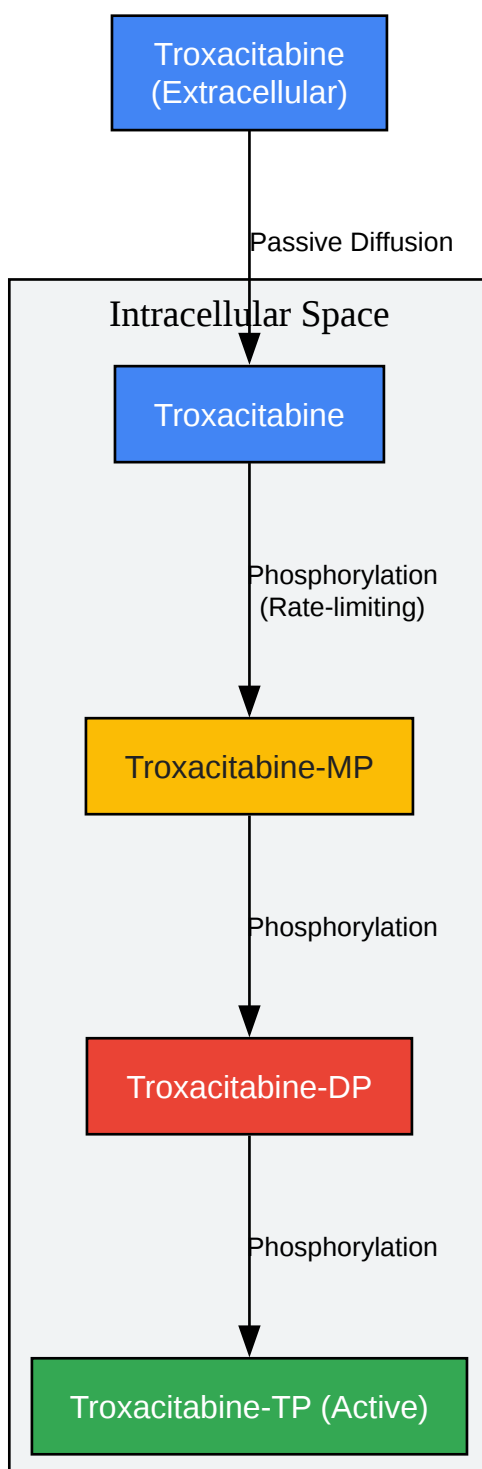 Troxacitabine
(Extracellular)
Passive Diffusion
Intracellular Space
Troxacitabine
Phosphorylation
(Rate-limiting)
Troxacitabine-MP
Phosphorylation
Troxacitabine-DP
Phosphorylation
Troxacitabine-TP (Active)